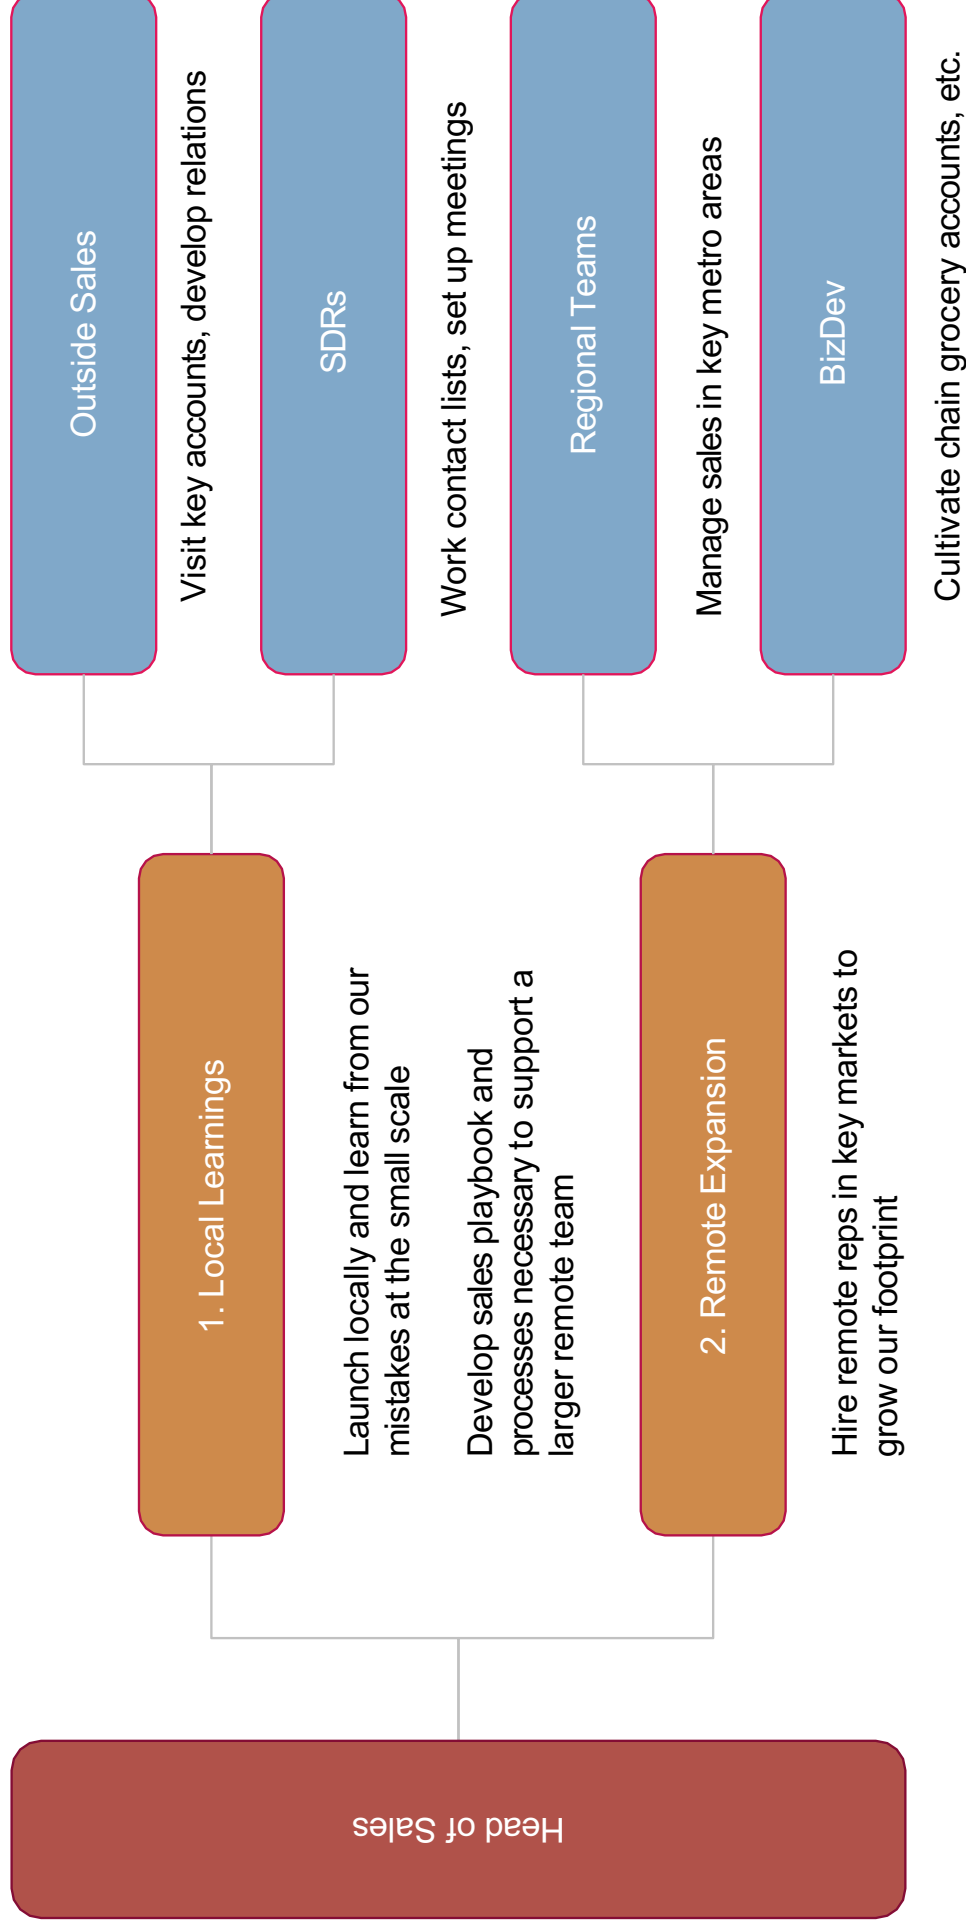 Head of Sales
1. Local Learnings
Launch locally and learn from our
mistakes at the small scale
Develop sales playbook and
processes necessary to support a
larger remote team
2. Remote Expansion
Hire remote reps in key markets to
grow our footprint
Outside Sales
Visit key accounts, develop relations
SDRs
Work contact lists, set up meetings
Regional Teams
Manage sales in key metro areas
BizDev
Cultivate chain grocery accounts, etc.